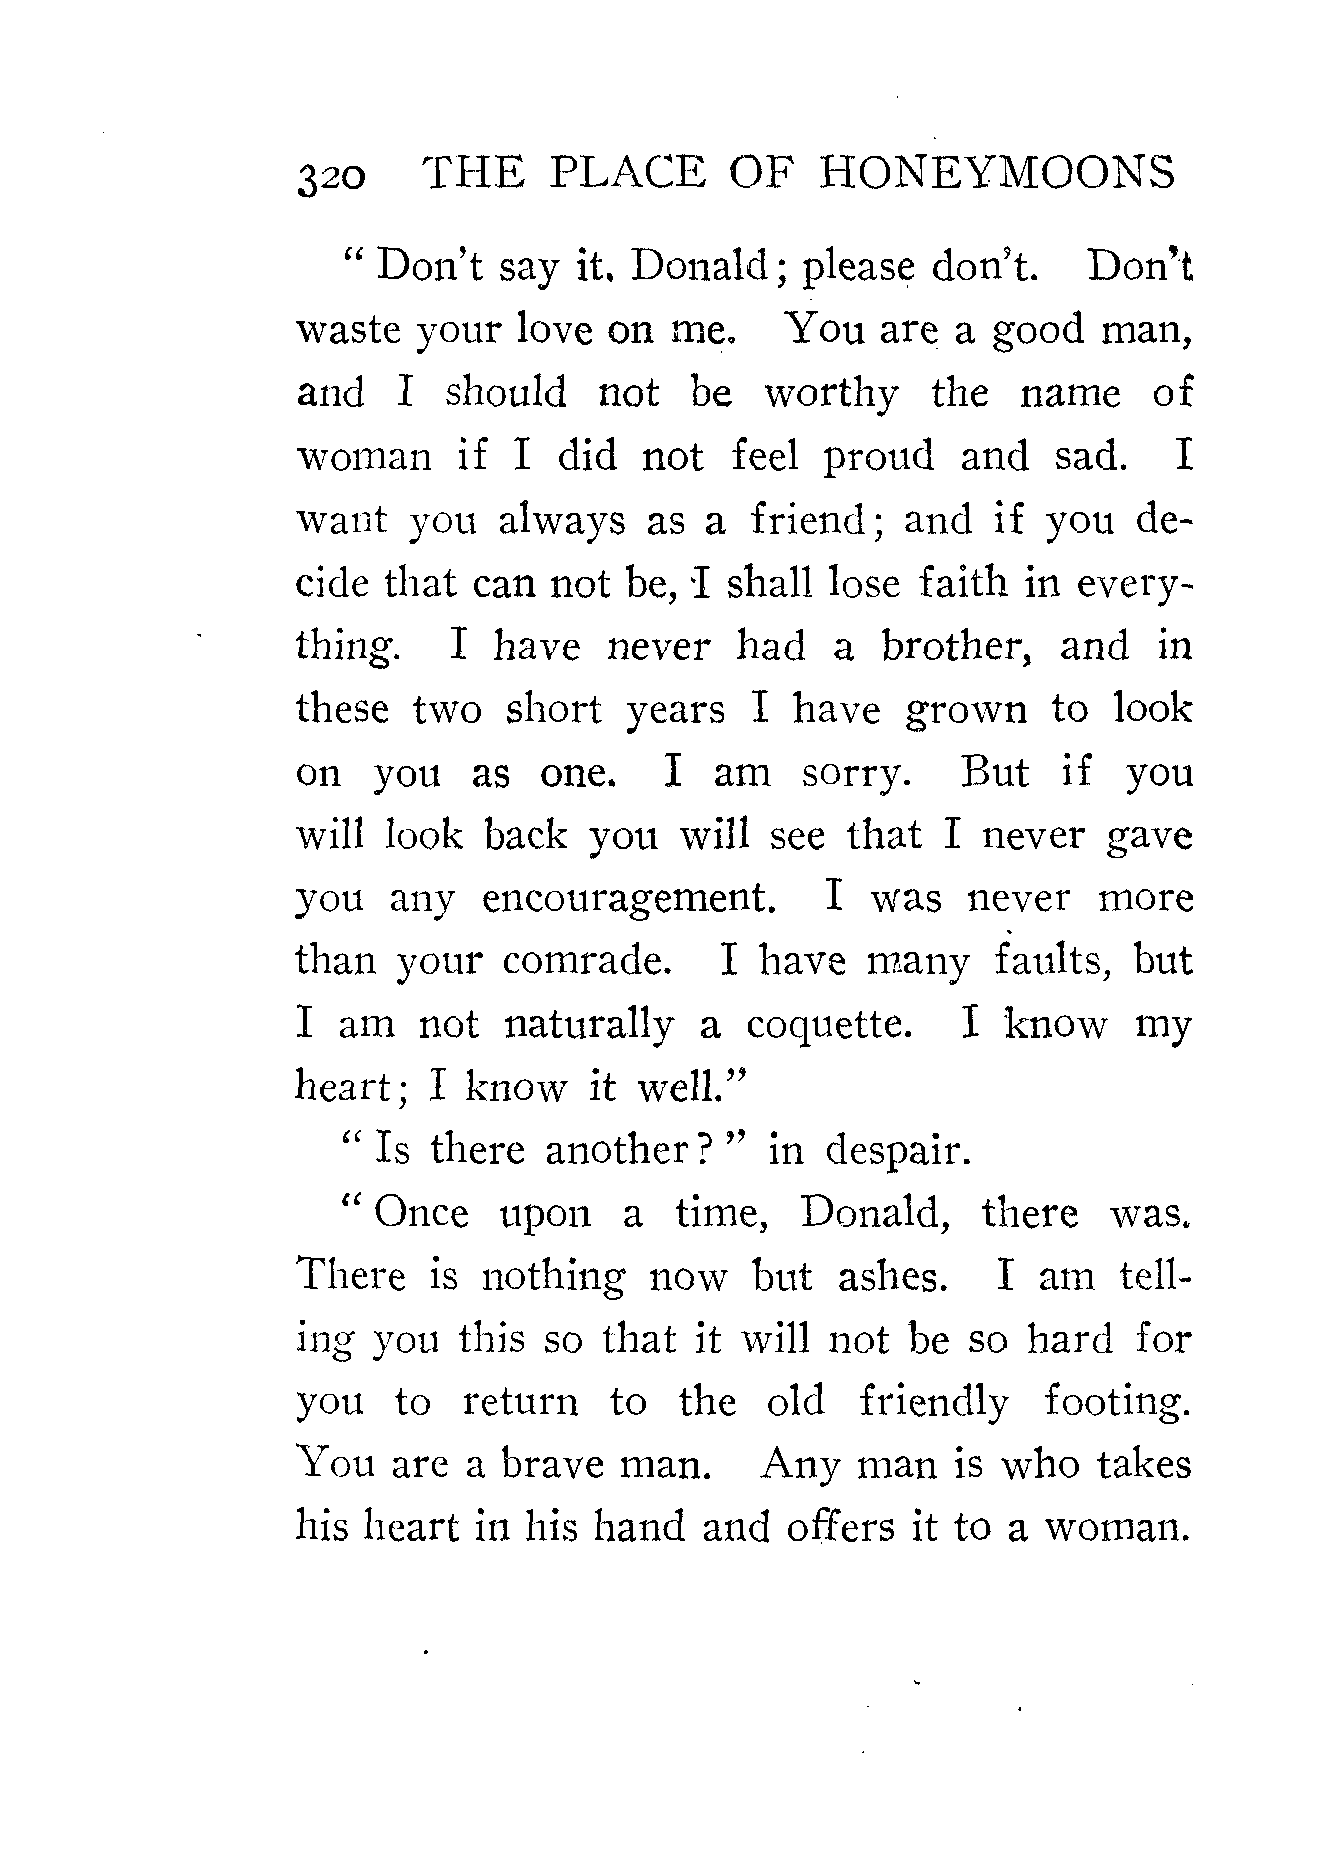 320 THE PLACE OF HONEYMOONS
" Don't say it. Donald; please don't. Don't
waste your love on me. You are a good man,
and I should not be worthy the name of
woman if I did not feel proud and sad. I
want you always as a friend; and if you de-
cide that can not be, I shall lose faith in every-
thing. I have never had a brother, and in
these two short years I have grown to look
on you as one. I am sorry. But if you
will look back you will see that I never gave
you any encouragement. I was never more
than your comrade. I have many faults, but
I am not naturally a coquette. I know my
heart; I know it well."
" Is there another? " in despair.
" Once upon a time, Donald, there was.
There is nothing now but ashes. I am tell-
ing you this so that it will not be so hard for
you to return to the old friendly footing.
You are a brave man. Any man is who takes
his heart in his hand and offers it to a woman.